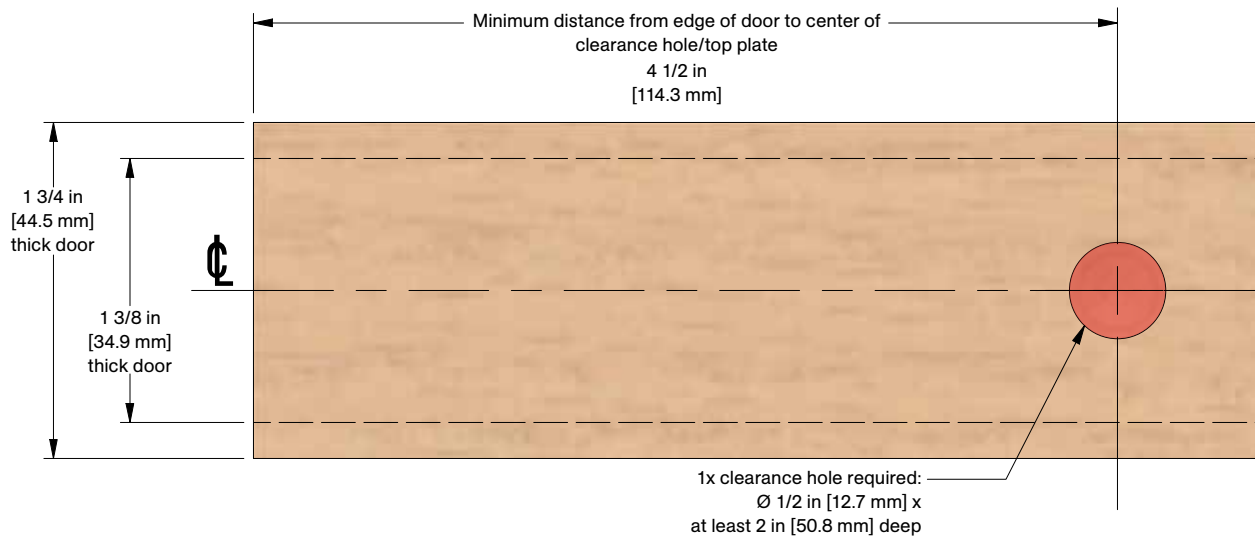 Minimum distance from edge of door to center of
clearance hole/top plate
4 1/2 in
[114.3 mm]
1 3/4 in
[44.5 mm]
thick door
℄
1 3/8 in
[34.9 mm]
thick door
1x clearance hole required:
Ø 1/2 in [12.7 mm] x
at least 2 in [50.8 mm] deep